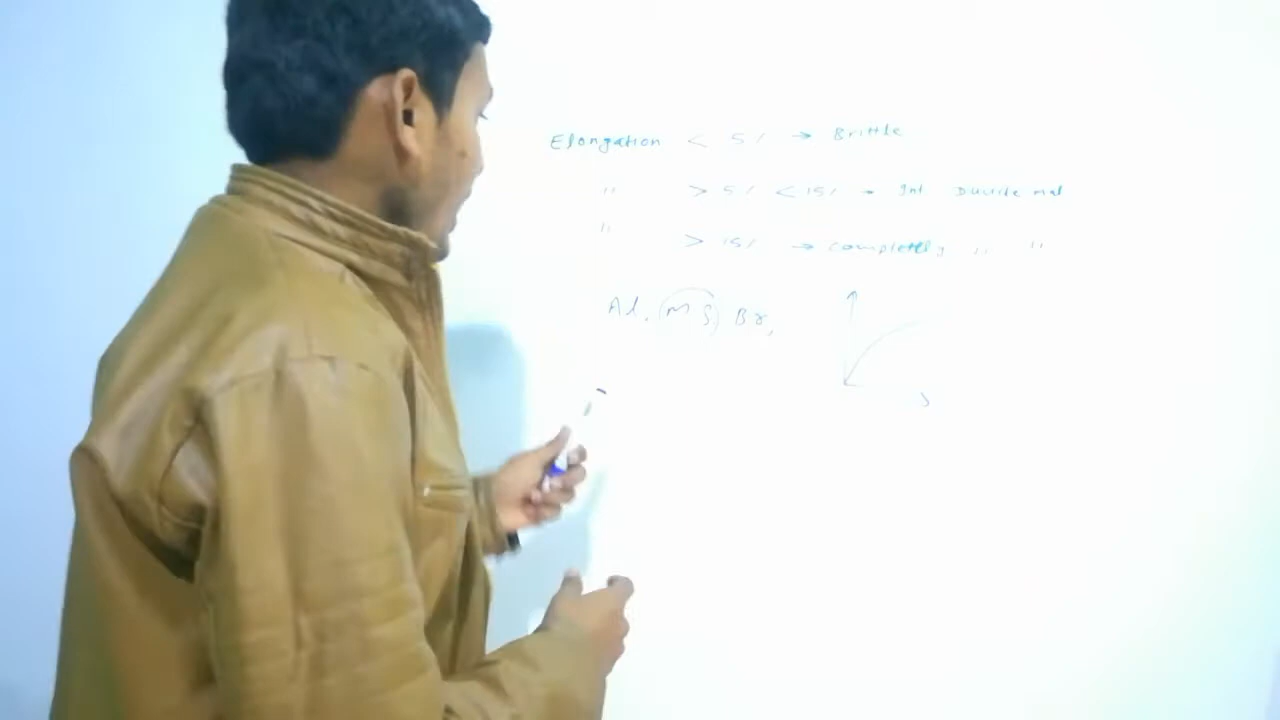 Elongation < 5% → Brittle
" > 5% < 15% → Int Ductile mat
" > 15% → completely " "
Al, MS, Br,